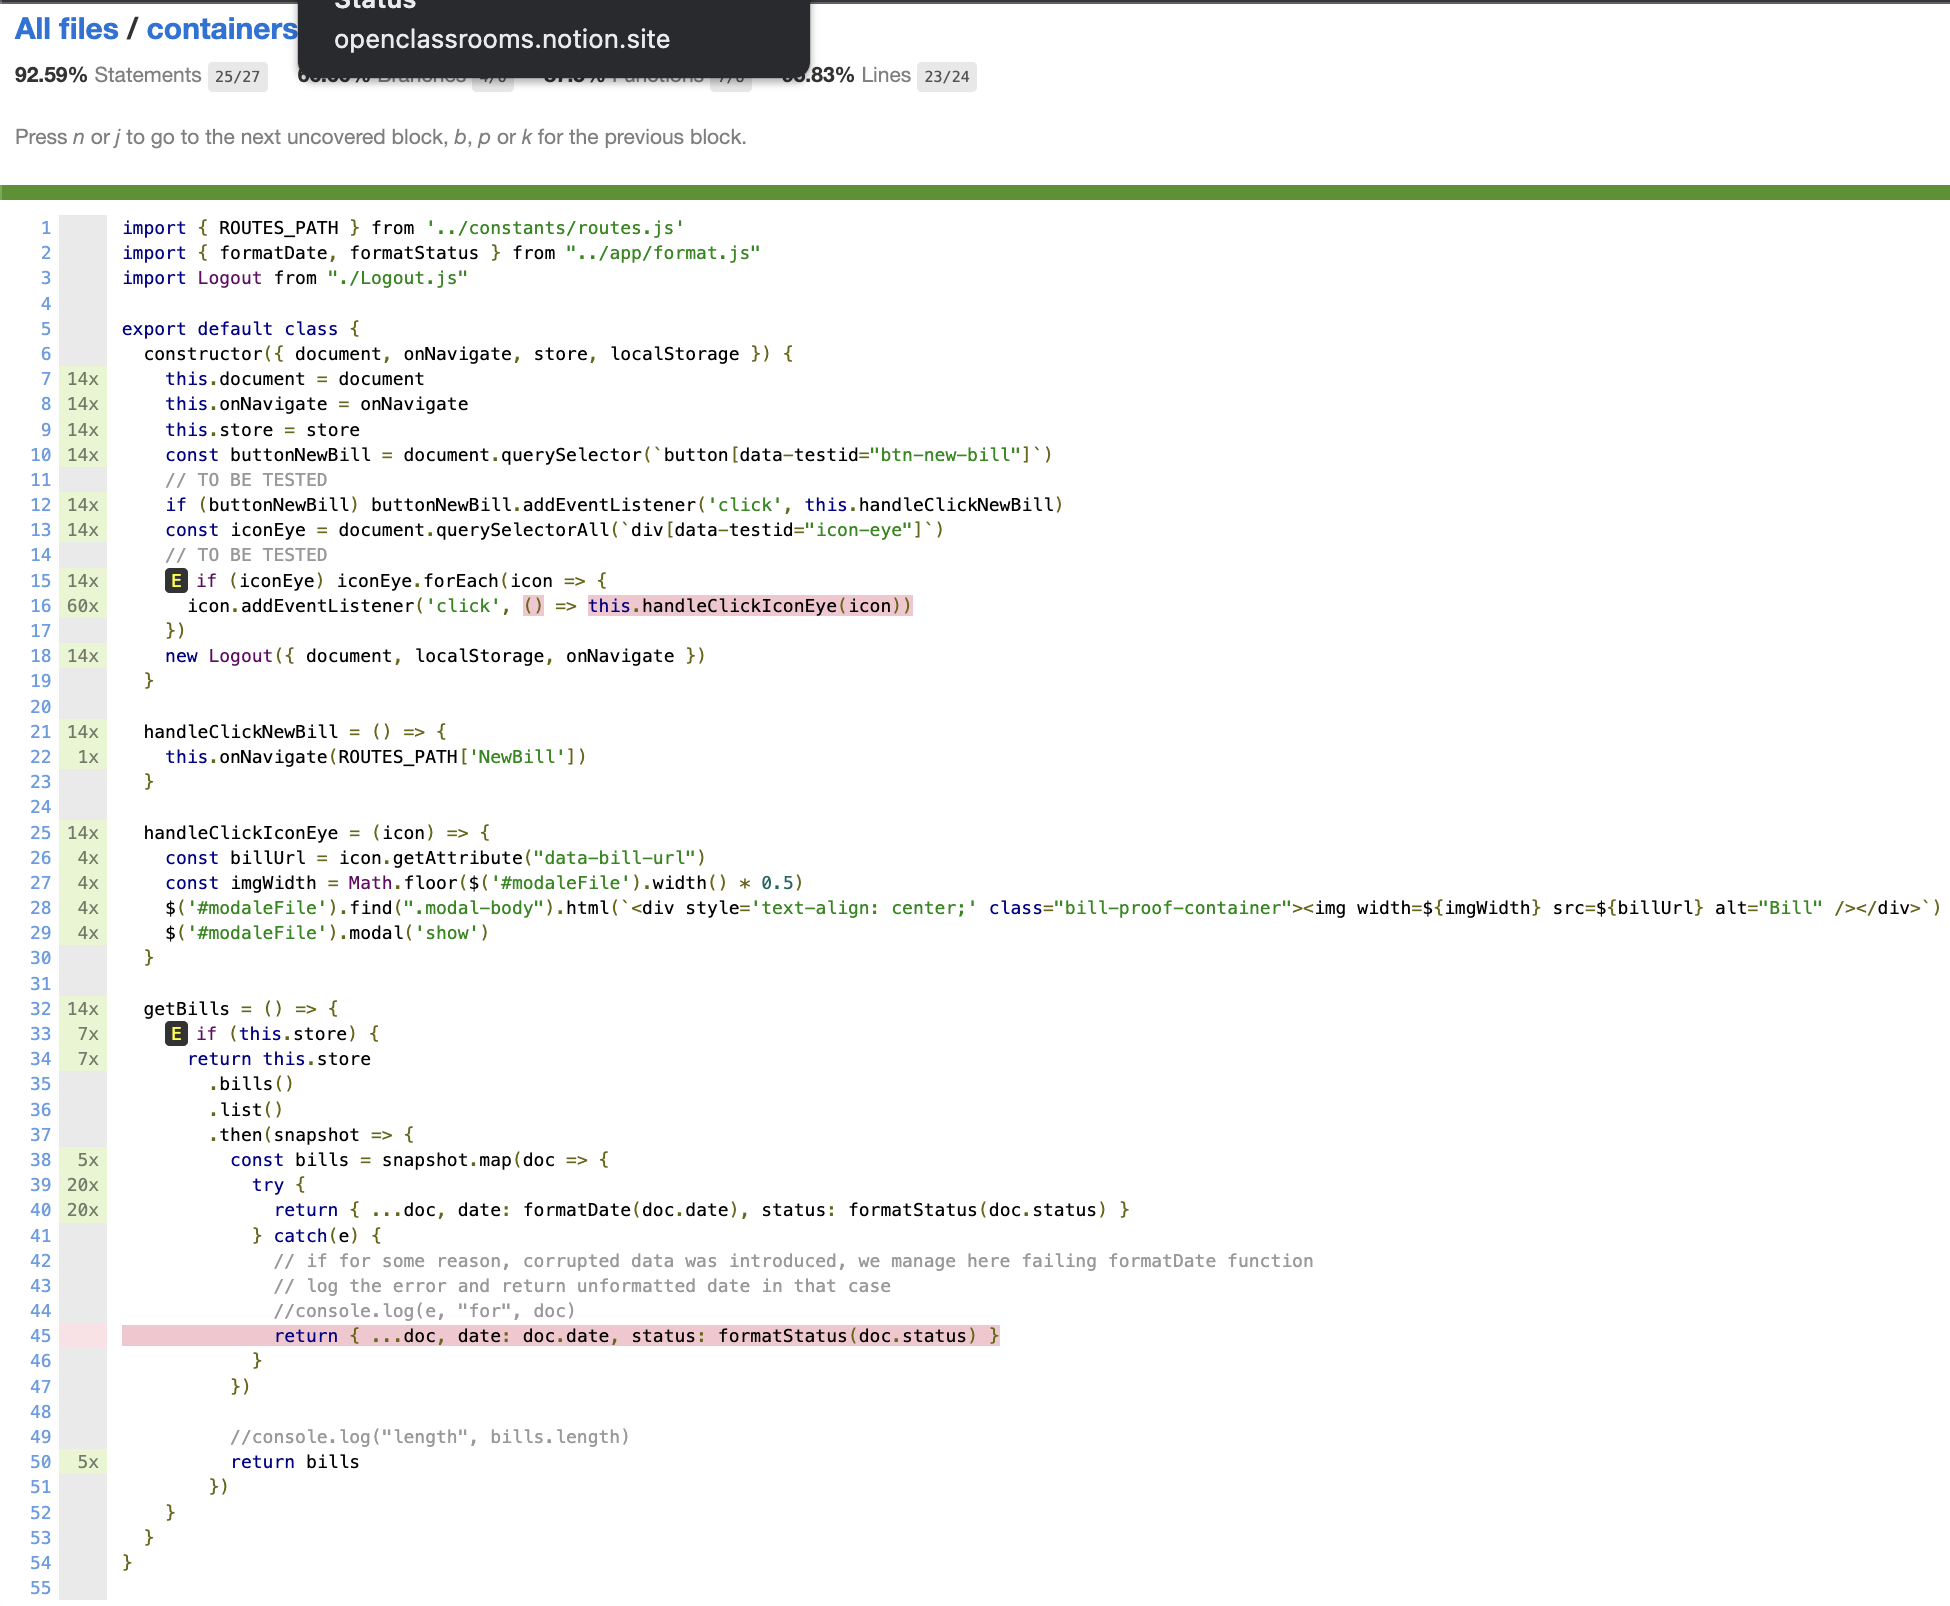 Status
openclassrooms.notion.site
All files / containers
92.59% Statements 25/27 Branches Functions .83% Lines 23/24
Press n or j to go to the next uncovered block, b, p or k for the previous block.
1 import { ROUTES_PATH } from '../constants/routes.js'
2 import { formatDate, formatStatus } from "../app/format.js"
3 import Logout from "./Logout.js"
4
5 export default class {
6 constructor({ document, onNavigate, store, localStorage }) {
7 14x this.document = document
8 14x this.onNavigate = onNavigate
9 14x this.store = store
10 14x const buttonNewBill = document.querySelector(`button[data-testid="btn-new-bill"]`)
11 // TO BE TESTED
12 14x if (buttonNewBill) buttonNewBill.addEventListener('click', this.handleClickNewBill)
13 14x const iconEye = document.querySelectorAll(`div[data-testid="icon-eye"]`)
14 // TO BE TESTED
15 14x E if (iconEye) iconEye.forEach(icon => {
16 60x icon.addEventListener('click', () => this.handleClickIconEye(icon))
17 })
18 14x new Logout({ document, localStorage, onNavigate })
19 }
20
21 14x handleClickNewBill = () => {
22 1x this.onNavigate(ROUTES_PATH['NewBill'])
23 }
24
25 14x handleClickIconEye = (icon) => {
26 4x const billUrl = icon.getAttribute("data-bill-url")
27 4x const imgWidth = Math.floor($('#modaleFile').width() * 0.5)
28 4x $('#modaleFile').find(".modal-body").html(`<div style='text-align: center;' class="bill-proof-container"><img width=${imgWidth} src=${billUrl} alt="Bill" /></div>`)
29 4x $('#modaleFile').modal('show')
30 }
31
32 14x getBills = () => {
33 7x E if (this.store) {
34 7x return this.store
35 .bills()
36 .list()
37 .then(snapshot => {
38 5x const bills = snapshot.map(doc => {
39 20x try {
40 20x return { ...doc, date: formatDate(doc.date), status: formatStatus(doc.status) }
41 } catch(e) {
42 // if for some reason, corrupted data was introduced, we manage here failing formatDate function
43 // log the error and return unformatted date in that case
44 //console.log(e, "for", doc)
45 return { ...doc, date: doc.date, status: formatStatus(doc.status) }
46 }
47 })
48
49 //console.log("length", bills.length)
50 5x return bills
51 })
52 }
53 }
54 }
55